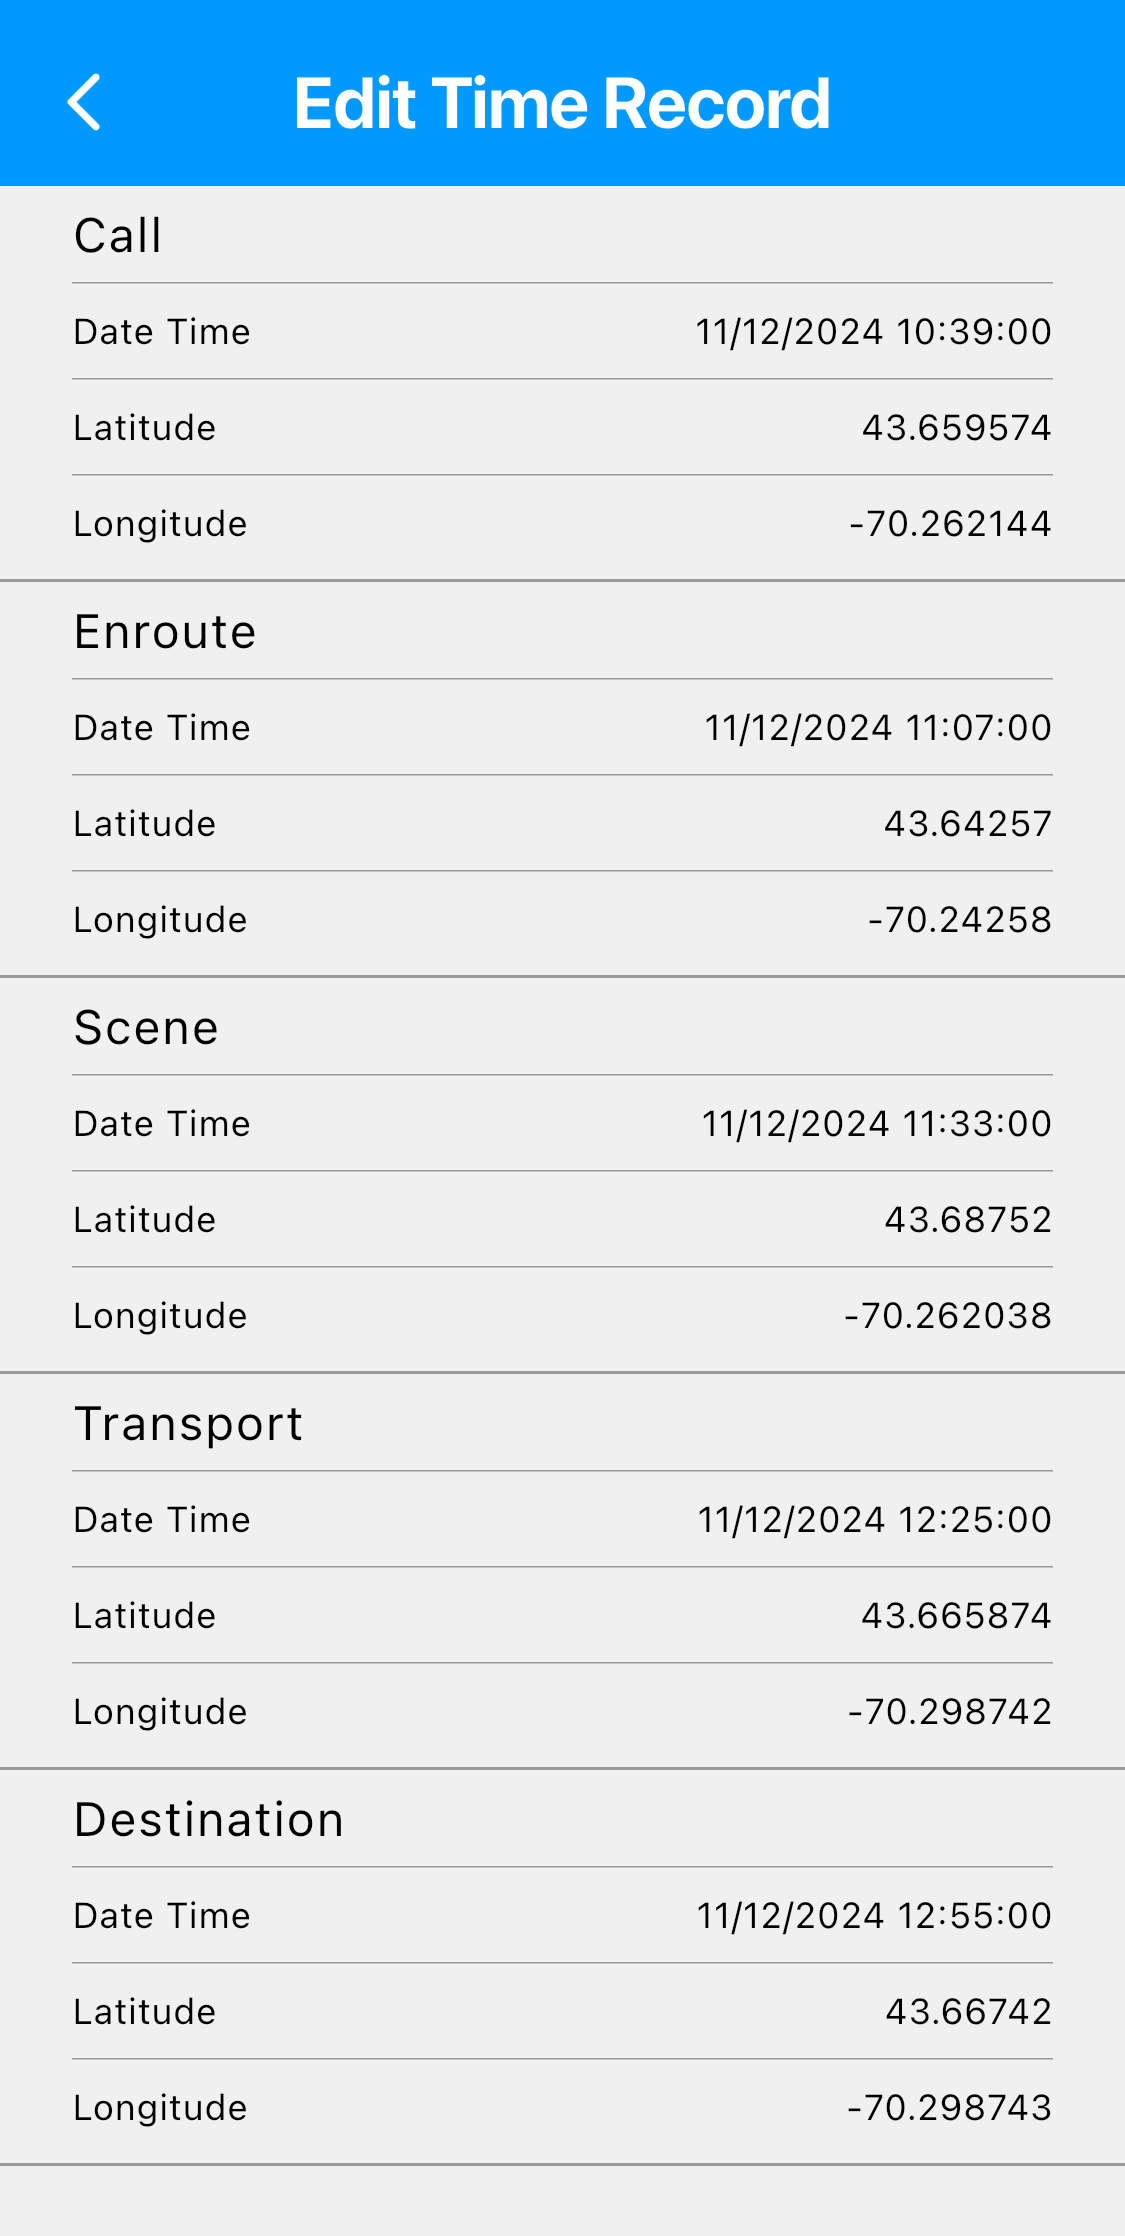 Edit Time Record
Call
Date Time 11/12/2024 10:39:00
Latitude 43.659574
Longitude -70.262144
Enroute
Date Time 11/12/2024 11:07:00
Latitude 43.64257
Longitude -70.24258
Scene
Date Time 11/12/2024 11:33:00
Latitude 43.68752
Longitude -70.262038
Transport
Date Time 11/12/2024 12:25:00
Latitude 43.665874
Longitude -70.298742
Destination
Date Time 11/12/2024 12:55:00
Latitude 43.66742
Longitude -70.298743